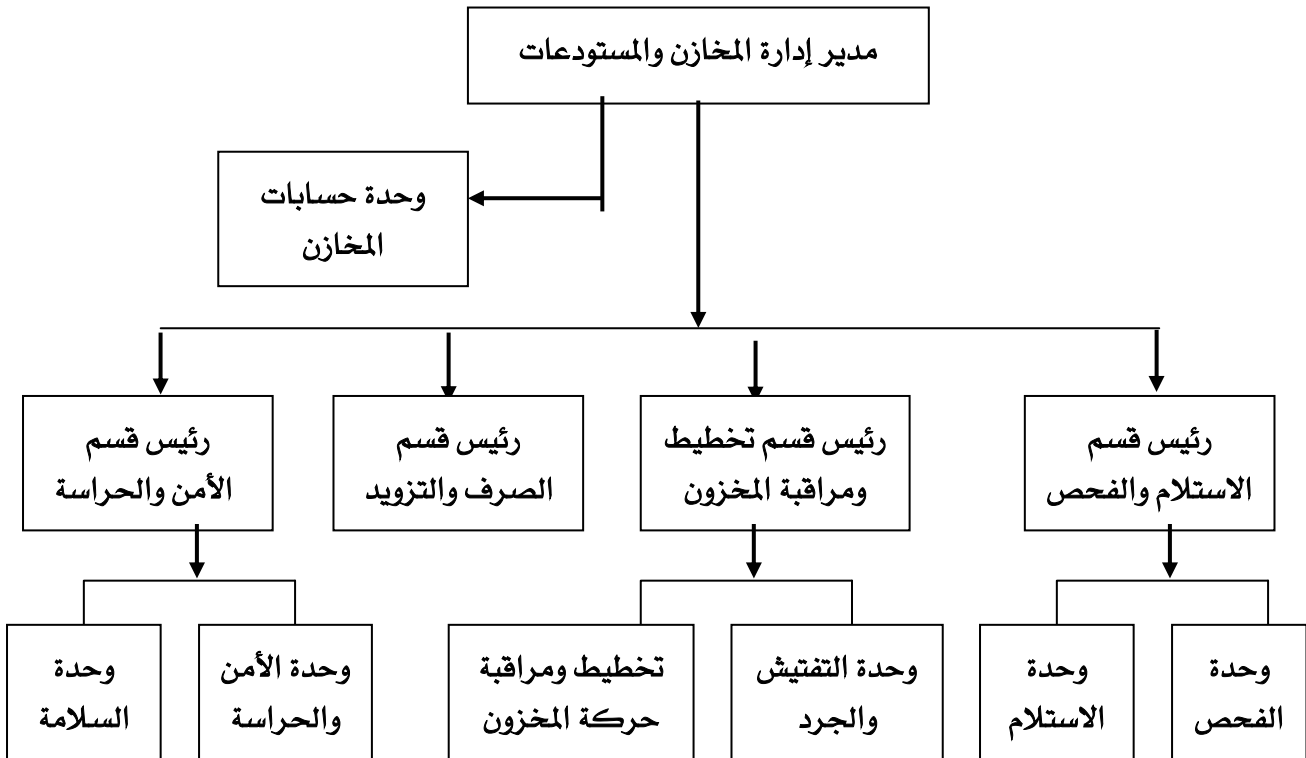 مدير إدارة المخازن والمستودعات
وحدة حسابات
المخازن
رئيس قسم
الاستلام والفحص
رئيس قسم تخطيط
ومراقبة المخزون
رئيس قسم
الصرف والتزويد
رئيس قسم
الأمن والحراسة
وحدة
الفحص
وحدة
الاستلام
وحدة التفتيش
والجرد
تخطيط ومراقبة
حركة المخزون
وحدة الأمن
والحراسة
وحدة
السلامة